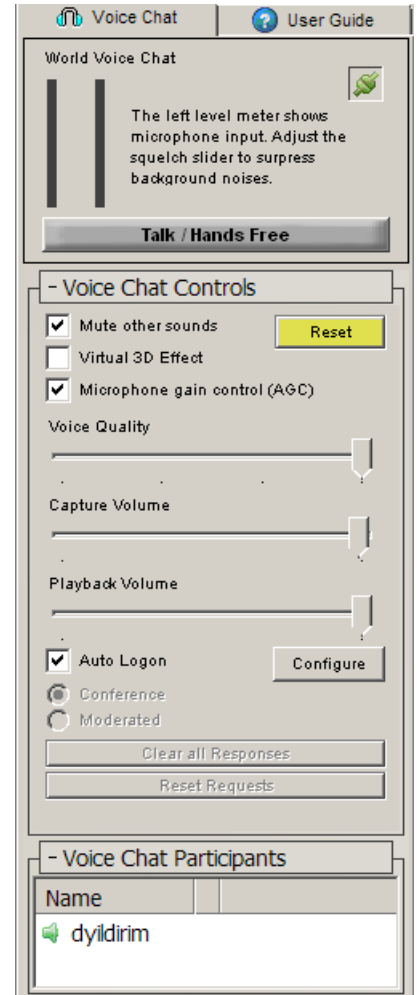 Voice Chat
User Guide
World Voice Chat
The left level meter shows
microphone input. Adjust the
squelch slider to surpress
background noises.
Talk / Hands Free
- Voice Chat Controls
Mute other sounds
Reset
Virtual 3D Effect
Microphone gain control (AGC)
Voice Quality
Capture Volume
Playback Volume
Auto Logon
Configure
Conference
Moderated
Clear all Responses
Reset Requests
- Voice Chat Participants
Name
dyildirim